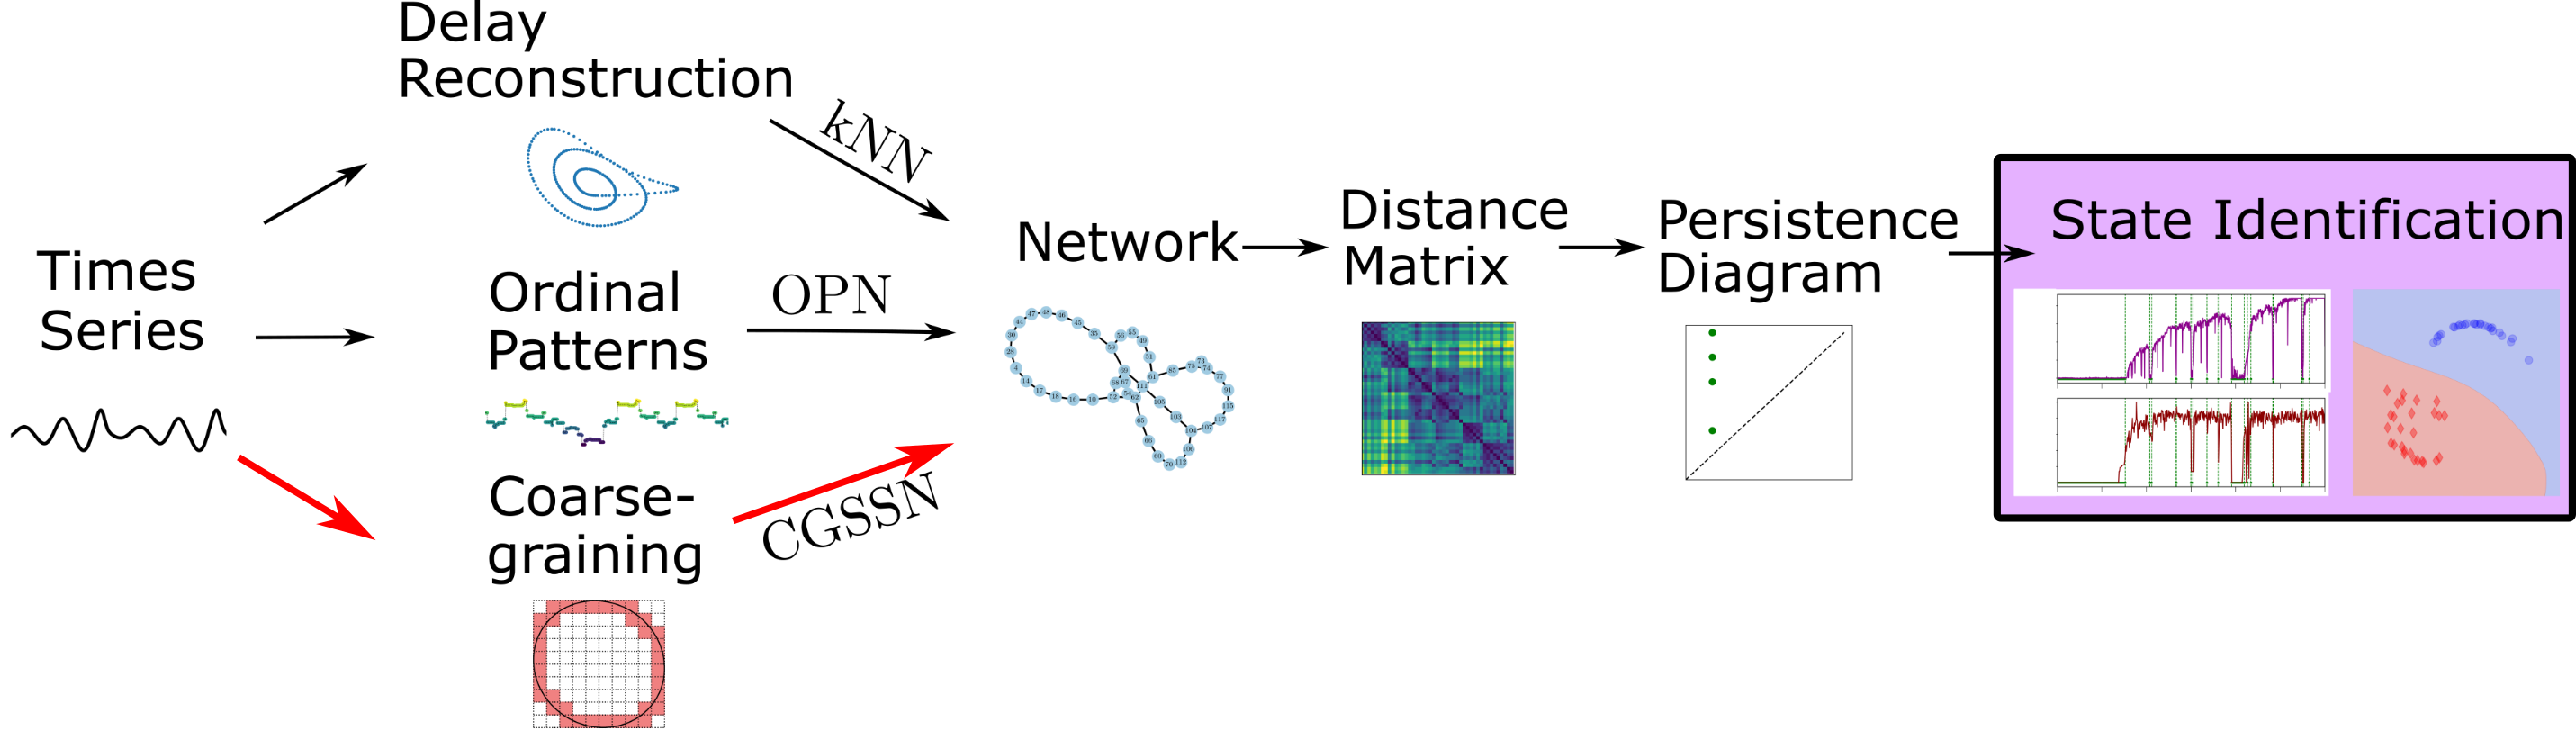 Delay
Reconstruction
kNN
Times
Series
Ordinal
Patterns
OPN
Coarse-
graining
CGSSN
Network
Distance
Matrix
Persistence
Diagram
State Identification